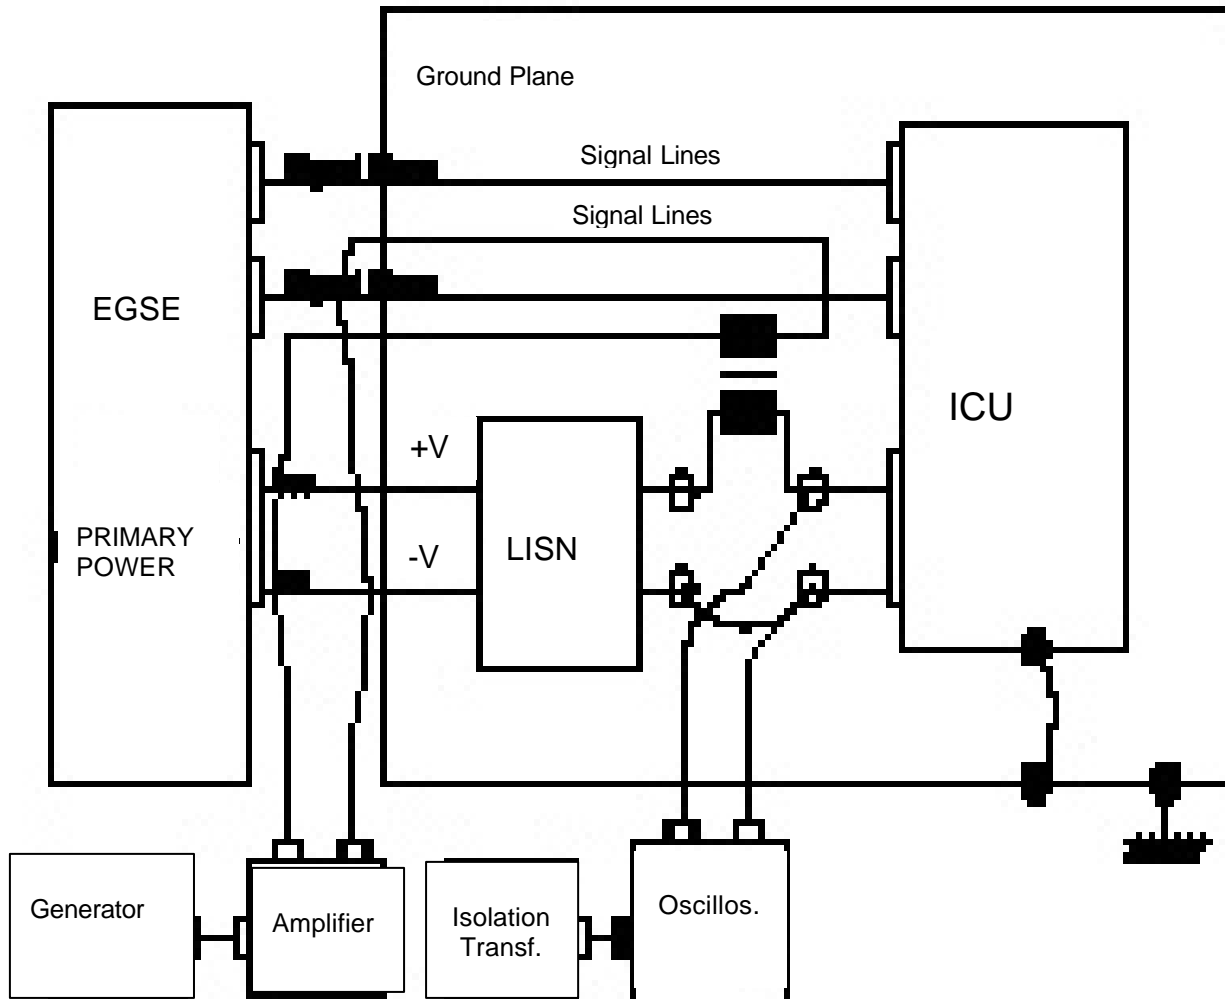 Ground Plane
Signal Lines
Signal Lines
EGSE
ICU
+V
PRIMARY
POWER
-V
LISN
Generator
Amplifier
Isolation
Transf.
Oscillos.